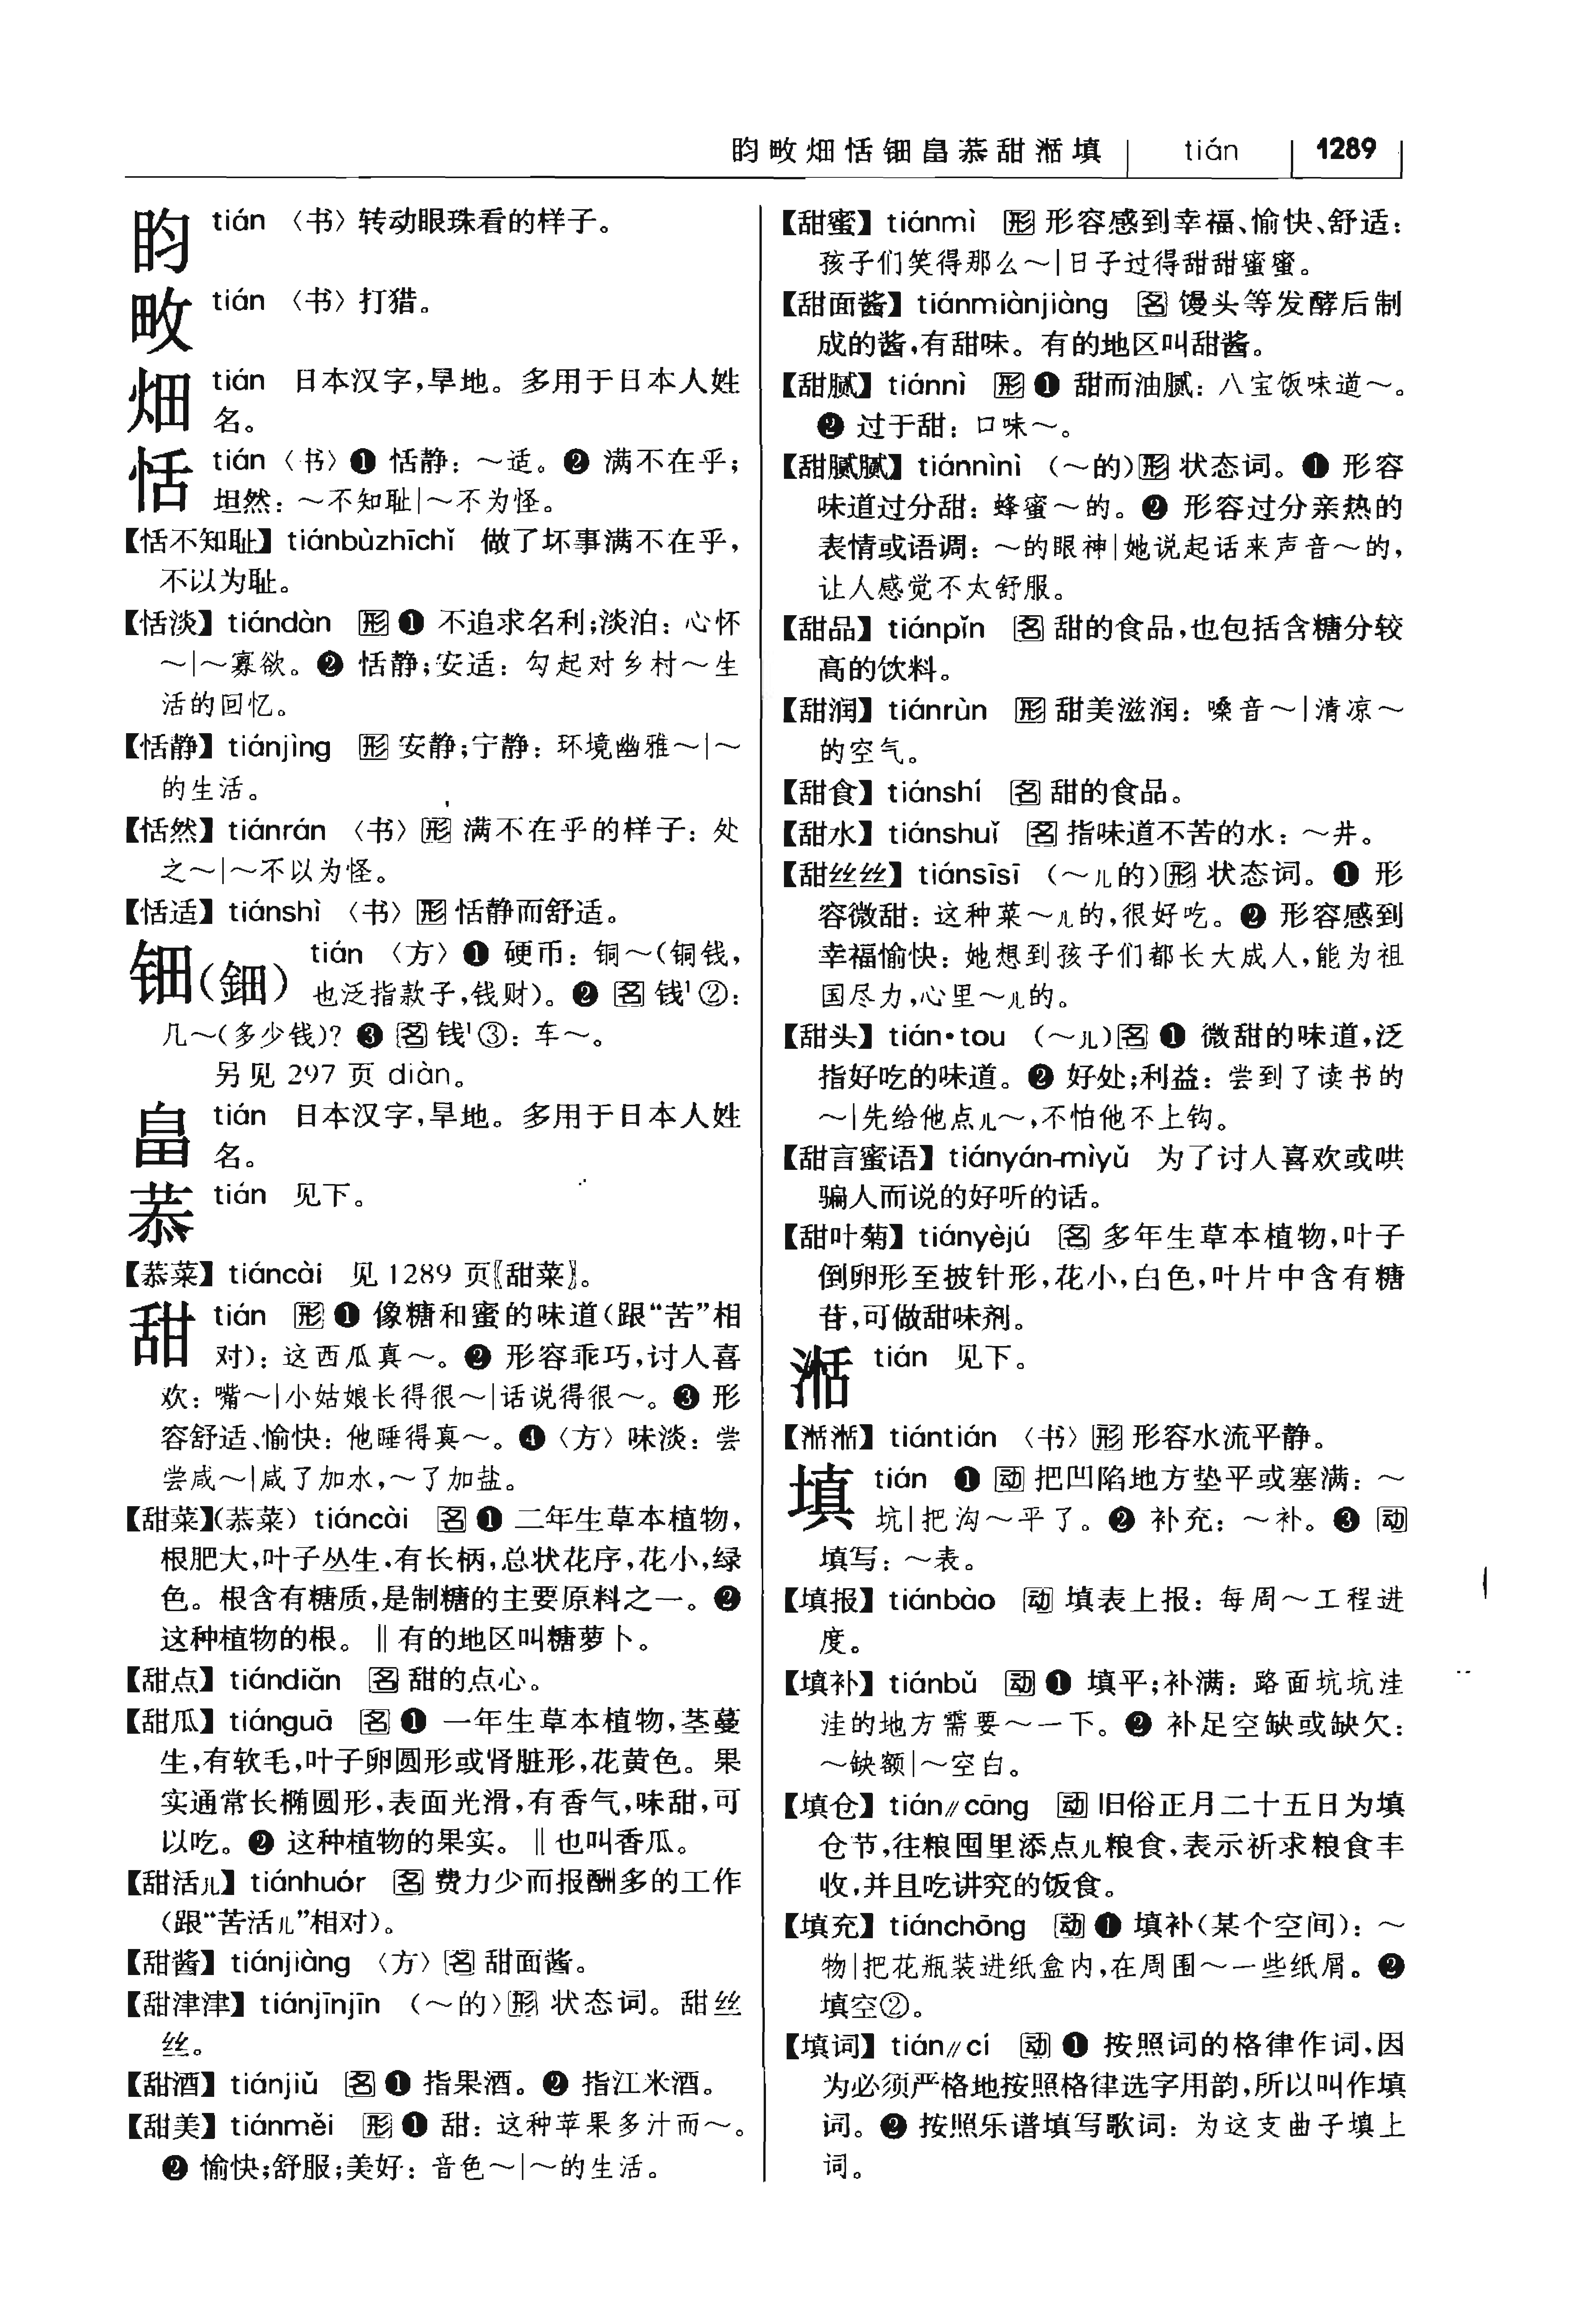 盷畋畑恬钿畠菾甜湉填 tián 1289
盷 tián 〈书〉转动眼珠看的样子。
畋 tián 〈书〉打猎。
畑 tián 日本汉字,旱地。多用于日本人姓
名。
恬 tián〈书〉❶ 恬静：～适。❷ 满不在乎；
坦然：～不知耻|～不为怪。
【恬不知耻】tiánbùzhīchǐ 做了坏事满不在乎，
不以为耻。
【恬淡】tiándàn 形 ❶ 不追求名利;淡泊：心怀
～|～寡欲。❷ 恬静;安适：勾起对乡村～生
活的回忆。
【恬静】tiánjìng 形 安静;宁静：环境幽雅～|～
的生活。
【恬然】tiánrán 〈书〉形 满不在乎的样子：处
之～|～不以为怪。
【恬适】tiánshì 〈书〉形 恬静而舒适。
钿(鈿) tián 〈方〉❶ 硬币：铜～(铜钱，
也泛指款子,钱财)。❷ 名 钱¹②：
几～(多少钱)? ❸ 名 钱¹③：车～。
另见 297 页 diàn。
畠 tián 日本汉字,旱地。多用于日本人姓
名。
菾 tián 见下。
【菾菜】tiáncài 见 1289 页〖甜菜〗。
甜 tián 形 ❶ 像糖和蜜的味道(跟“苦”相
对)：这西瓜真～。❷ 形容乖巧,讨人喜
欢：嘴～|小姑娘长得很～|话说得很～。❸ 形
容舒适、愉快：他睡得真～。❹〈方〉味淡：尝
尝咸～|咸了加水,～了加盐。
【甜菜】(菾菜) tiáncài 名 ❶ 二年生草本植物，
根肥大,叶子丛生,有长柄,总状花序,花小,绿
色。根含有糖质,是制糖的主要原料之一。❷
这种植物的根。‖有的地区叫糖萝卜。
【甜点】tiándiǎn 名 甜的点心。
【甜瓜】tiánguā 名 ❶ 一年生草本植物,茎蔓
生,有软毛,叶子卵圆形或肾脏形,花黄色。果
实通常长椭圆形,表面光滑,有香气,味甜,可
以吃。❷ 这种植物的果实。‖也叫香瓜。
【甜活儿】tiánhuór 名 费力少而报酬多的工作
(跟“苦活儿”相对)。
【甜酱】tiánjiàng 〈方〉名 甜面酱。
【甜津津】tiánjīnjīn (～的)形 状态词。甜丝
丝。
【甜酒】tiánjiǔ 名 ❶ 指果酒。❷ 指江米酒。
【甜美】tiánměi 形 ❶ 甜：这种苹果多汁而～。
❷ 愉快;舒服;美好：音色～|～的生活。
【甜蜜】tiánmì 形 形容感到幸福、愉快、舒适：
孩子们笑得那么～|日子过得甜甜蜜蜜。
【甜面酱】tiánmiànjiàng 名 馒头等发酵后制
成的酱,有甜味。有的地区叫甜酱。
【甜腻】tiánnì 形 ❶ 甜而油腻：八宝饭味道～。
❷ 过于甜：口味～。
【甜腻腻】tiánnìnì (～的)形 状态词。❶ 形容
味道过分甜：蜂蜜～的。❷ 形容过分亲热的
表情或语调：～的眼神|她说起话来声音～的，
让人感觉不太舒服。
【甜品】tiánpǐn 名 甜的食品,也包括含糖分较
高的饮料。
【甜润】tiánrùn 形 甜美滋润：嗓音～|清凉～
的空气。
【甜食】tiánshí 名 甜的食品。
【甜水】tiánshuǐ 名 指味道不苦的水：～井。
【甜丝丝】tiánsīsī (～儿的)形 状态词。❶ 形
容微甜：这种菜～儿的,很好吃。❷ 形容感到
幸福愉快：她想到孩子们都长大成人,能为祖
国尽力,心里～儿的。
【甜头】tián•tou (～儿)名 ❶ 微甜的味道,泛
指好吃的味道。❷ 好处;利益：尝到了读书的
～|先给他点儿～,不怕他不上钩。
【甜言蜜语】tiányán-mìyǔ 为了讨人喜欢或哄
骗人而说的好听的话。
【甜叶菊】tiányèjú 名 多年生草本植物,叶子
倒卵形至披针形,花小,白色,叶片中含有糖
苷,可做甜味剂。
湉 tián 见下。
【湉湉】tiántián 〈书〉形 形容水流平静。
填 tián ❶ 动 把凹陷地方垫平或塞满：～
坑|把沟～平了。❷ 补充：～补。❸ 动
填写：～表。
【填报】tiánbào 动 填表上报：每周～工程进
度。
【填补】tiánbǔ 动 ❶ 填平;补满：路面坑坑洼
洼的地方需要～一下。❷ 补足空缺或缺欠：
～缺额|～空白。
【填仓】tián∥cāng 动 旧俗正月二十五日为填
仓节,往粮囤里添点儿粮食,表示祈求粮食丰
收,并且吃讲究的饭食。
【填充】tiánchōng 动 ❶ 填补(某个空间)：～
物|把花瓶装进纸盒内,在周围～一些纸屑。❷
填空②。
【填词】tián∥cí 动 ❶ 按照词的格律作词,因
为必须严格地按照格律选字用韵,所以叫作填
词。❷ 按照乐谱填写歌词：为这支曲子填上
词。